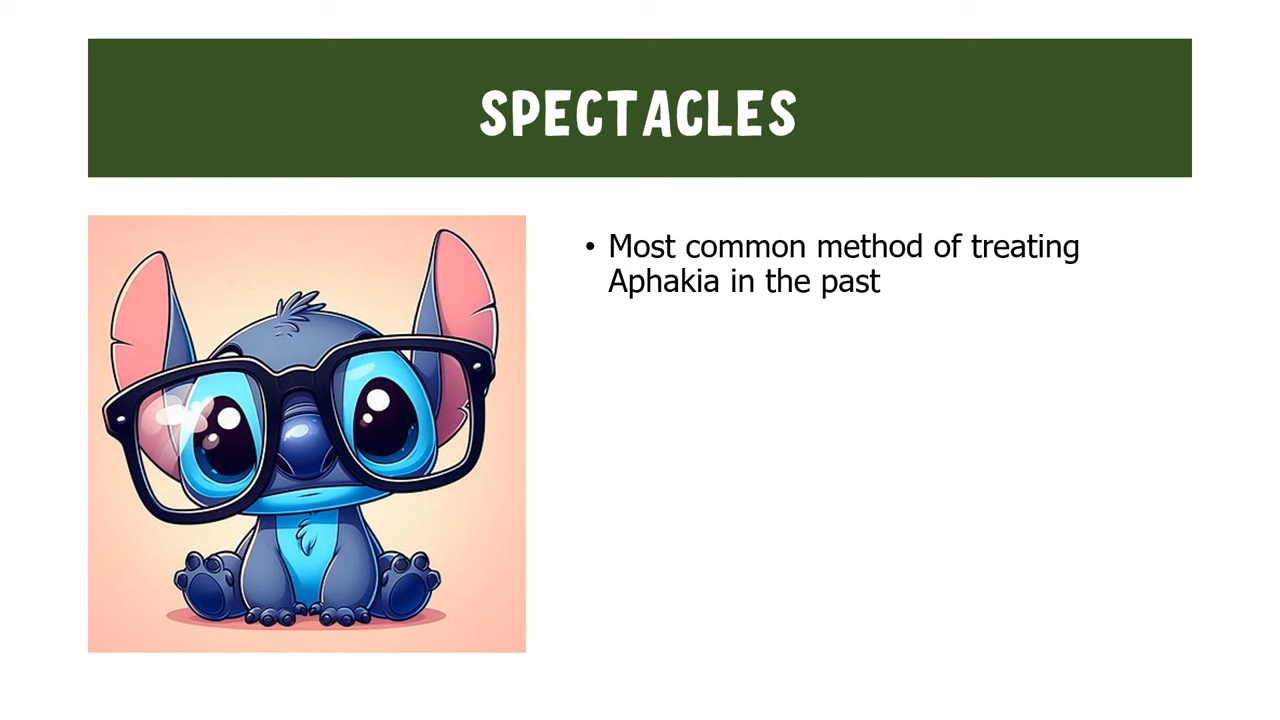 SPECTACLES
• Most common method of treating
Aphakia in the past